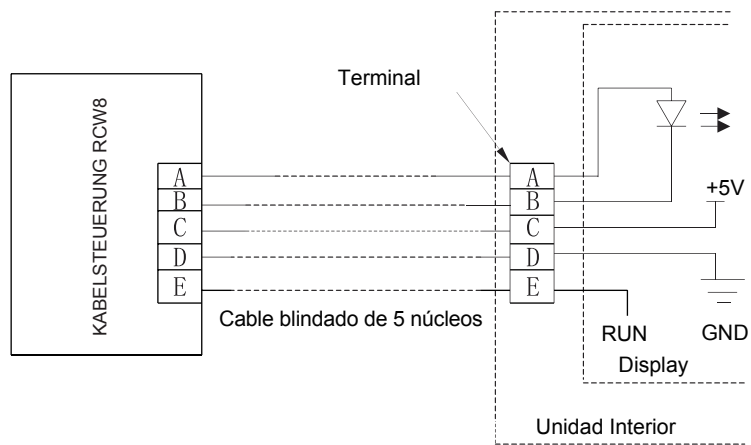 Terminal
KABELSTEUERUNG RCW8
A
B
C
D
E
A
B
C
D
E
+5V
Cable blindado de 5 núcleos
RUN
GND
Display
Unidad Interior